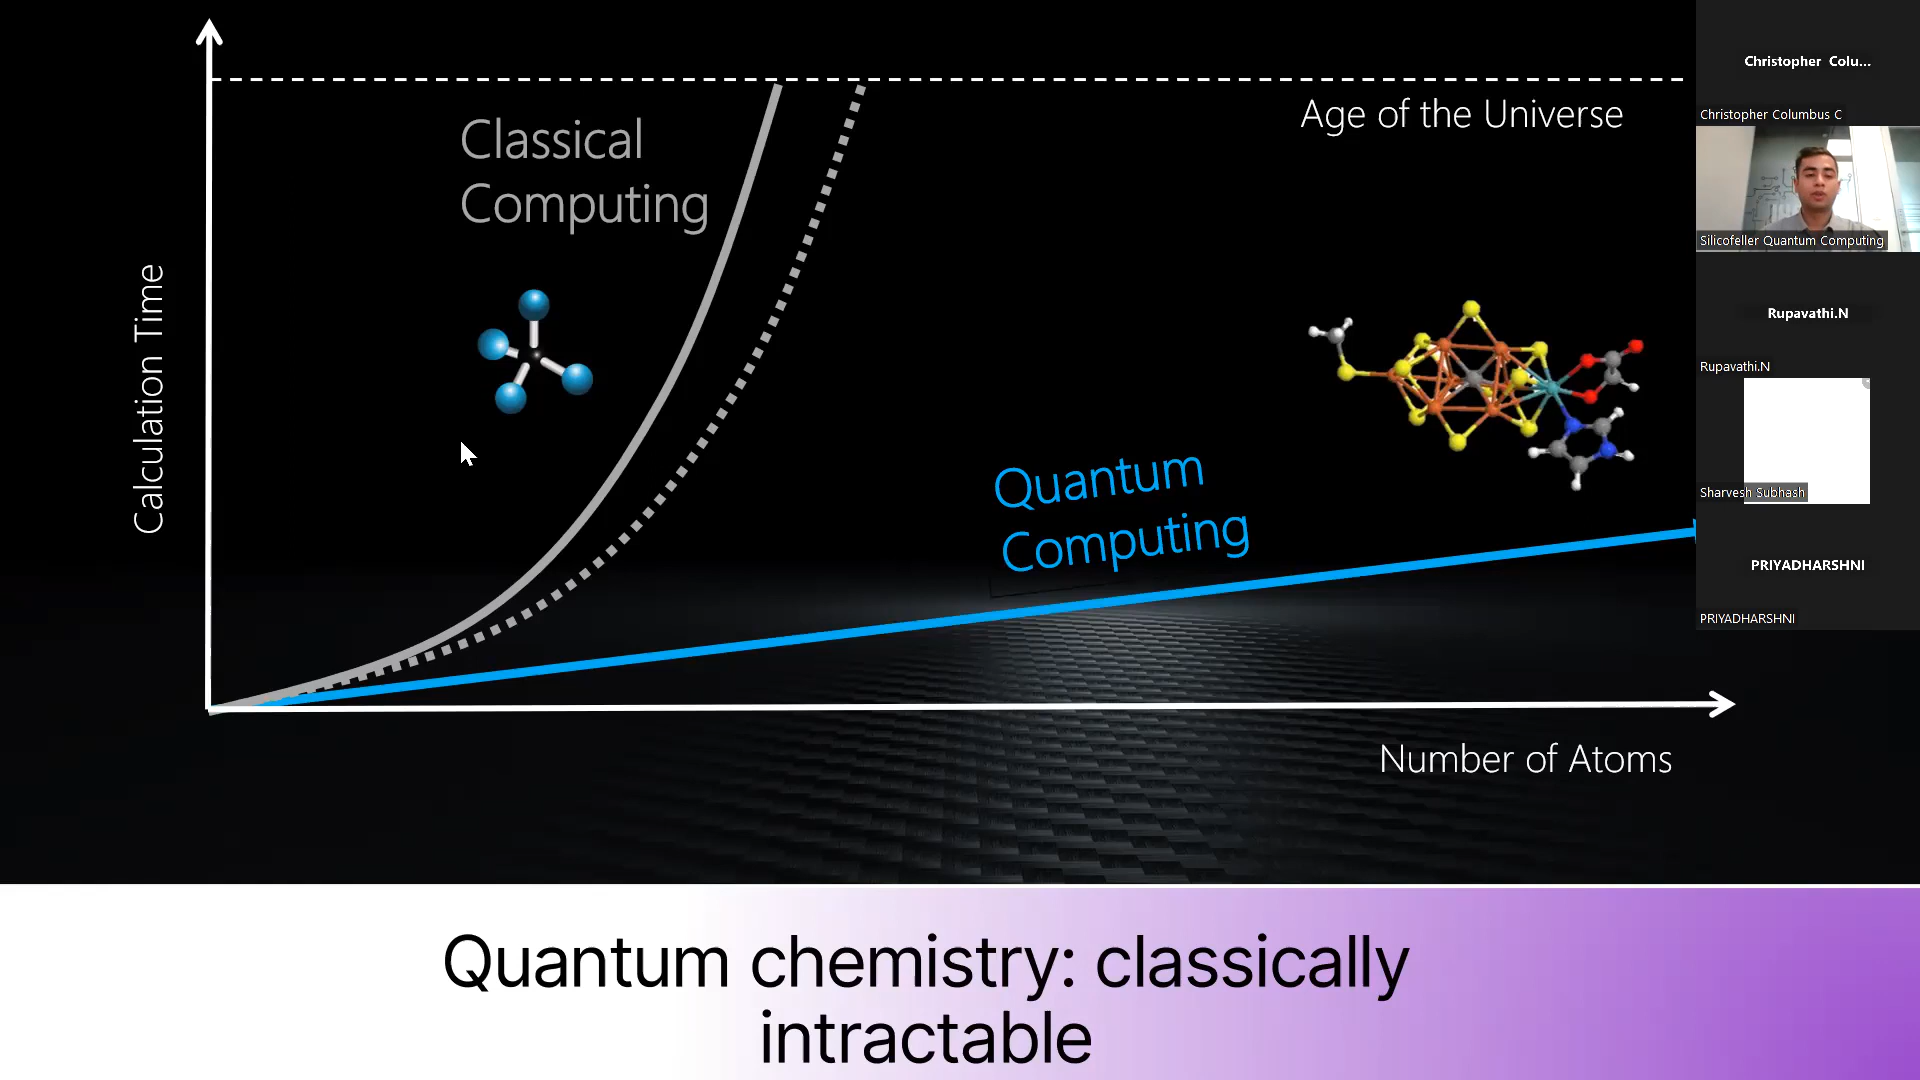 Age of the Universe
Classical
Computing
Calculation Time
Quantum
Computing
Number of Atoms
Quantum chemistry: classically
intractable
Christopher Colu...
Christopher Columbus C
Silicofeller Quantum Computing
Rupavathi.N
Rupavathi.N
Sharvesh Subhash
PRIYADHARSHNI
PRIYADHARSHNI